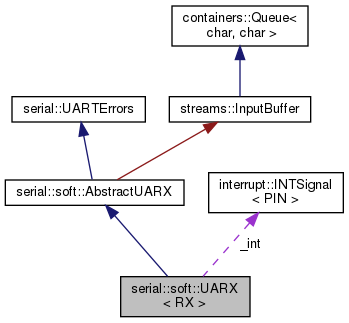 containers::Queue<
char, char >
serial::UARTErrors
streams::InputBuffer
serial::soft::AbstractUARX
interrupt::INTSignal
< PIN >
_int
serial::soft::UARX
< RX >